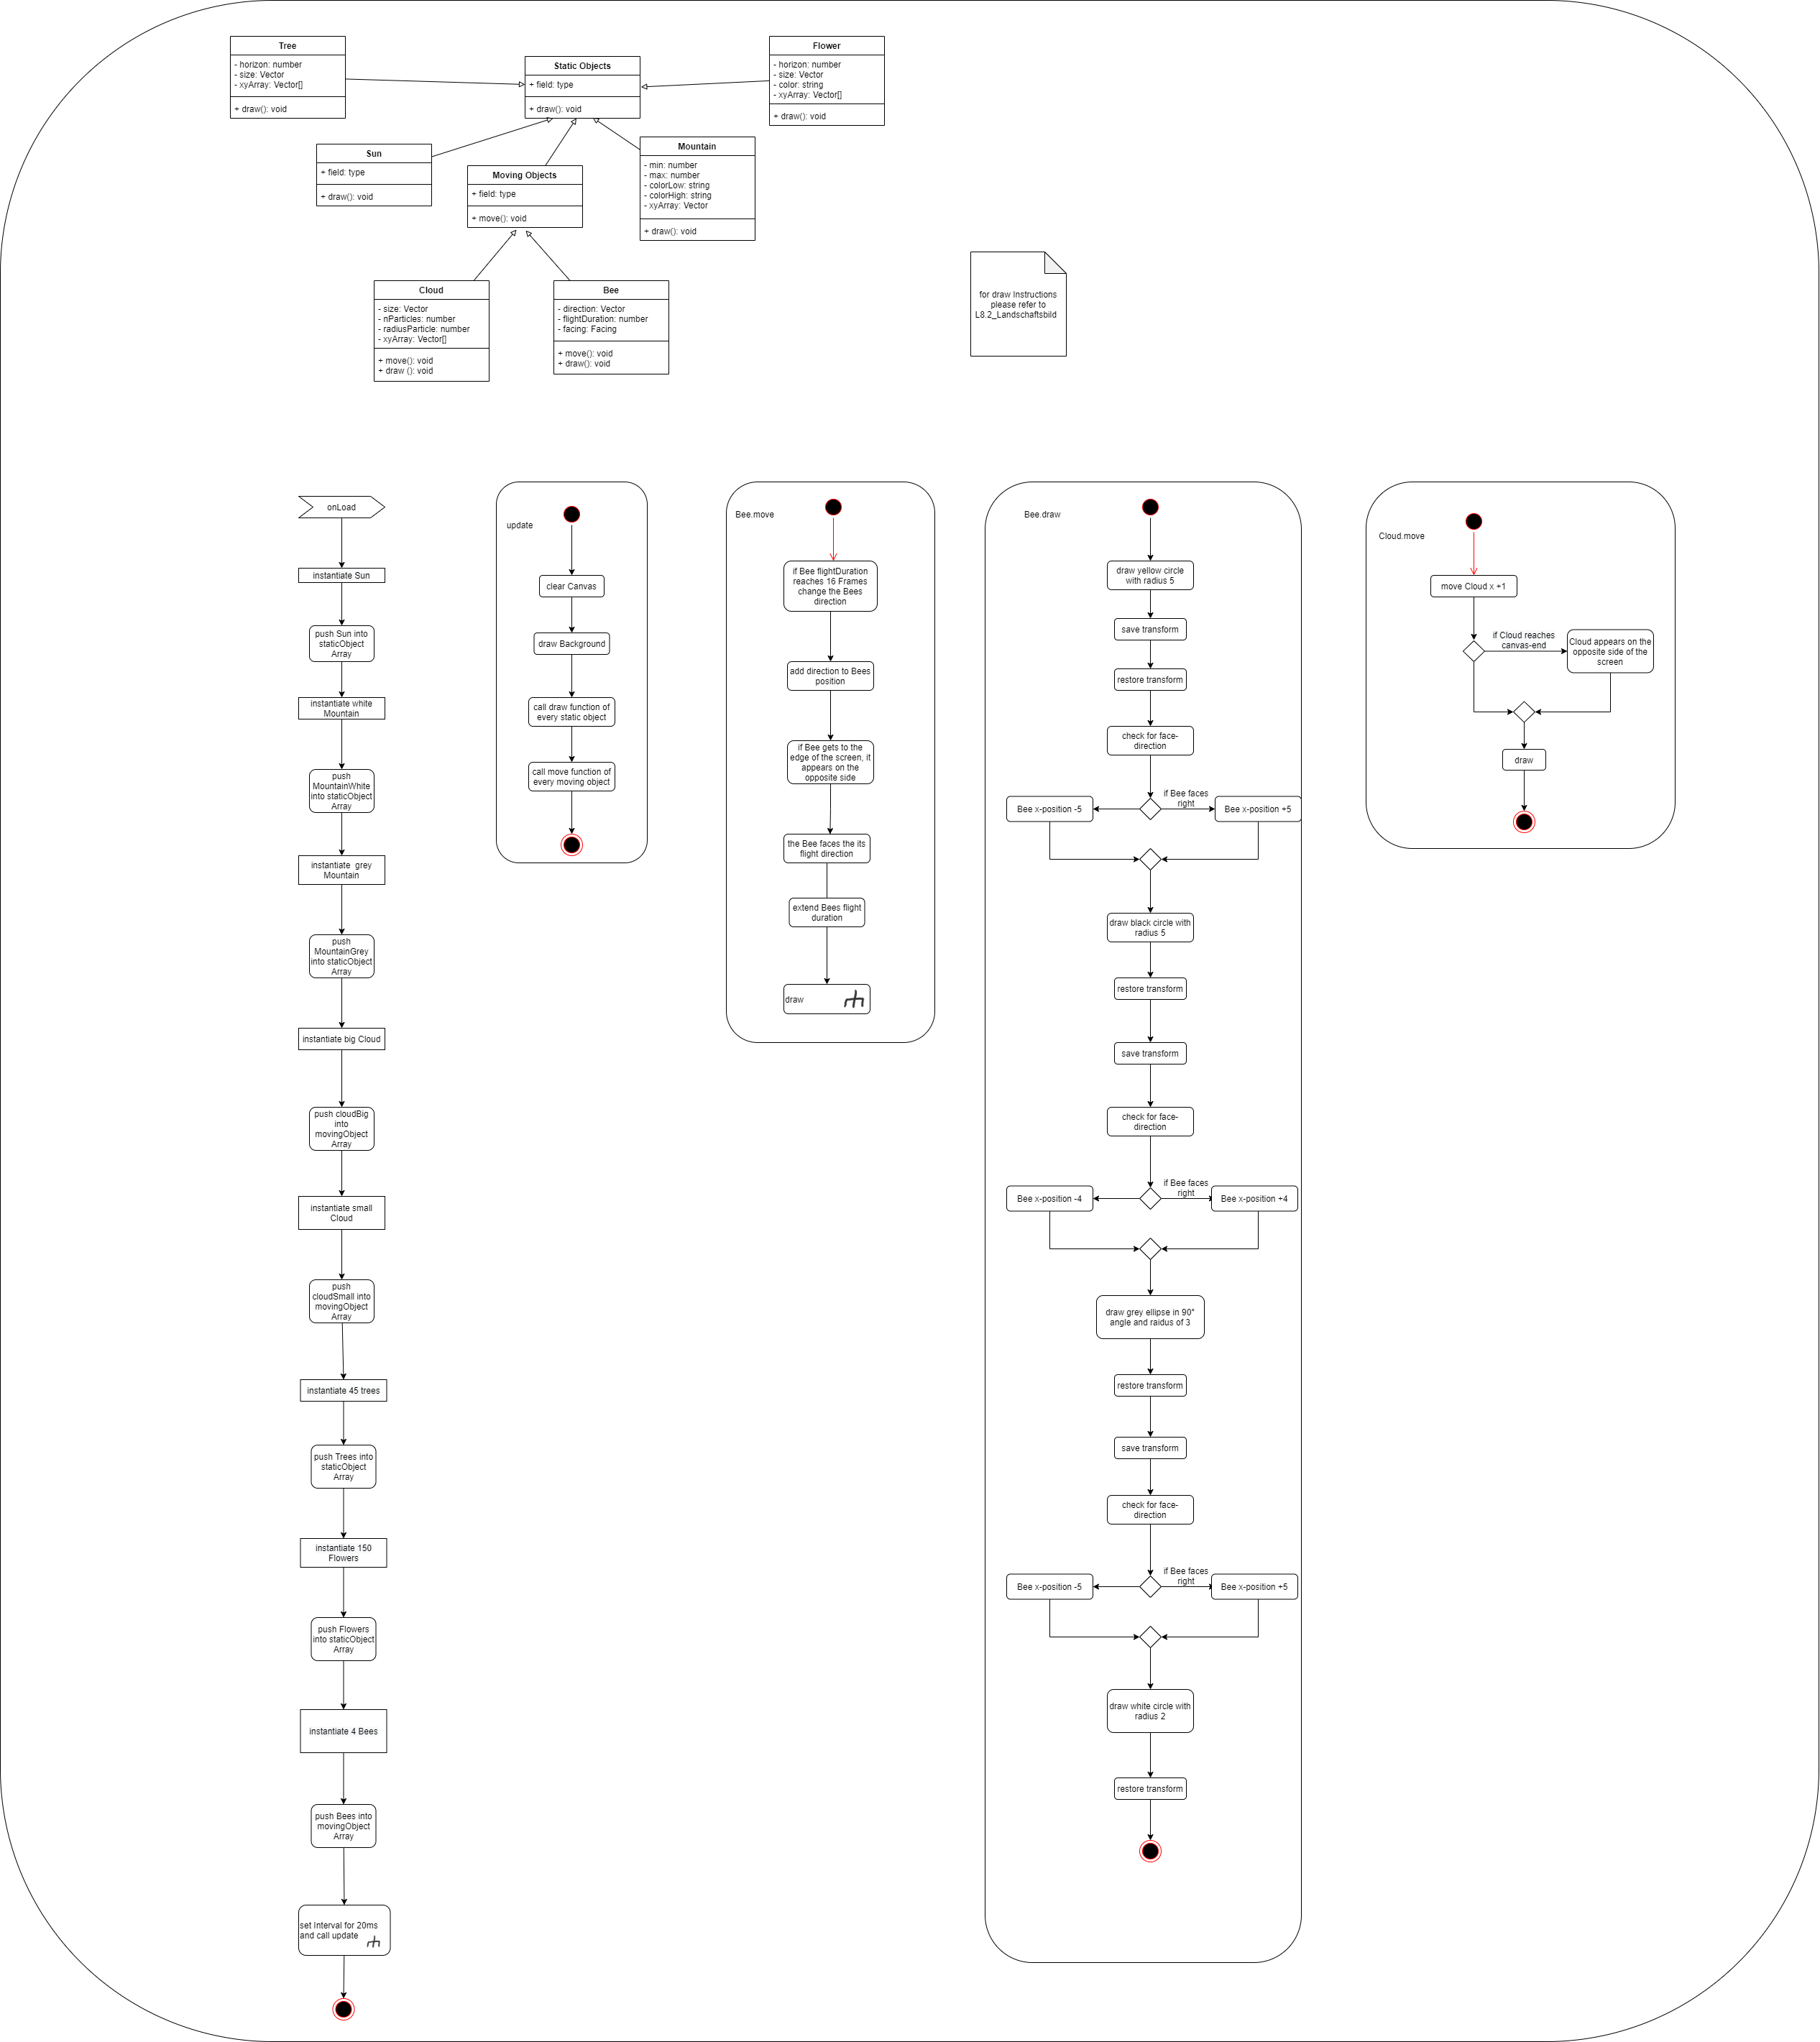 Tree
- horizon: number
- size: Vector
- xyArray: Vector[]
+ draw(): void
Static Objects
+ field: type
+ draw(): void
Flower
- horizon: number
- size: Vector
- color: string
- xyArray: Vector[]
+ draw(): void
Sun
+ field: type
+ draw(): void
Moving Objects
+ field: type
+ move(): void
Mountain
- min: number
- max: number
- colorLow: string
- colorHigh: string
- xyArray: Vector
+ draw(): void
Cloud
- size: Vector
- nParticles: number
- radiusParticle: number
- xyArray: Vector[]
+ move(): void
+ draw (): void
Bee
- direction: Vector
- flightDuration: number
- facing: Facing
+ move(): void
+ draw(): void
for draw Instructions
please refer to
L8.2_Landschaftsbild
onLoad
instantiate Sun
push Sun into
staticObject
Array
instantiate white
Mountain
push
MountainWhite
into staticObject
Array
instantiate  grey
Mountain
push
MountainGrey
into staticObject
Array
instantiate big Cloud
push cloudBig
into
movingObject
Array
instantiate small
Cloud
push
cloudSmall into
movingObject
Array
instantiate 45 trees
push Trees into
staticObject
Array
instantiate 150
Flowers
push Flowers
into staticObject
Array
instantiate 4 Bees
push Bees into
movingObject
Array
set Interval for 20ms
and call update
update
clear Canvas
draw Background
call draw function of
every static object
call move function of
every moving object
Bee.move
if Bee flightDuration
reaches 16 Frames
change the Bees
direction
add direction to Bees
position
if Bee gets to the
edge of the screen, it
appears on the
opposite side
the Bee faces the its
flight direction
extend Bees flight
duration
draw
Bee.draw
draw yellow circle
with radius 5
save transform
restore transform
check for face-
direction
if Bee faces
right
Bee x-position -5
Bee x-position +5
draw black circle with
radius 5
restore transform
save transform
check for face-
direction
if Bee faces
right
Bee x-position -4
Bee x-position +4
draw grey ellipse in 90°
angle and raidus of 3
restore transform
save transform
check for face-
direction
if Bee faces
right
Bee x-position -5
Bee x-position +5
draw white circle with
radius 2
restore transform
Cloud.move
move Cloud x +1
if Cloud reaches
canvas-end
Cloud appears on the
opposite side of the
screen
draw